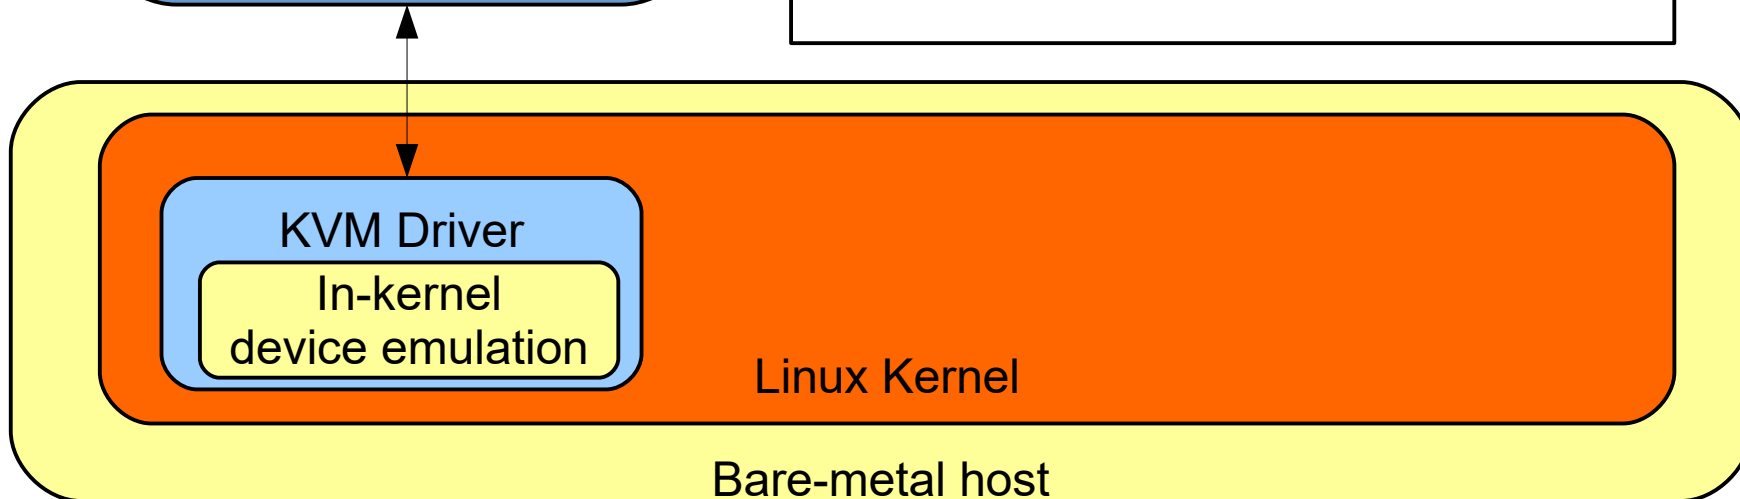 KVM Driver
In-kernel
device emulation
Linux Kernel
Bare-metal host